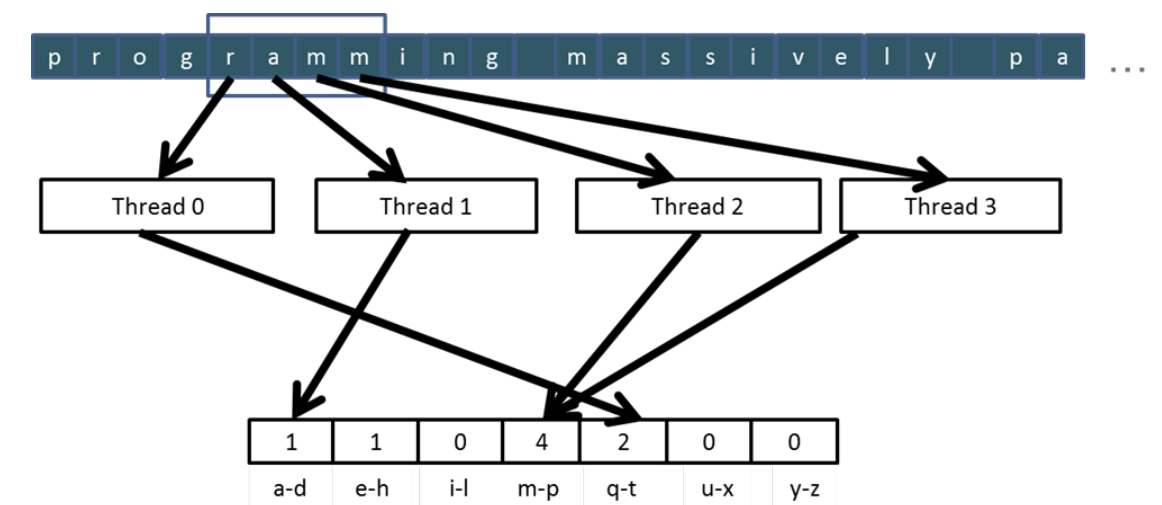 p r o g r a m m i n g m a s s i v e l y p a ...
Thread 0 Thread 1 Thread 2 Thread 3
1 1 0 4 2 0 0
a-d e-h i-l m-p q-t u-x y-z